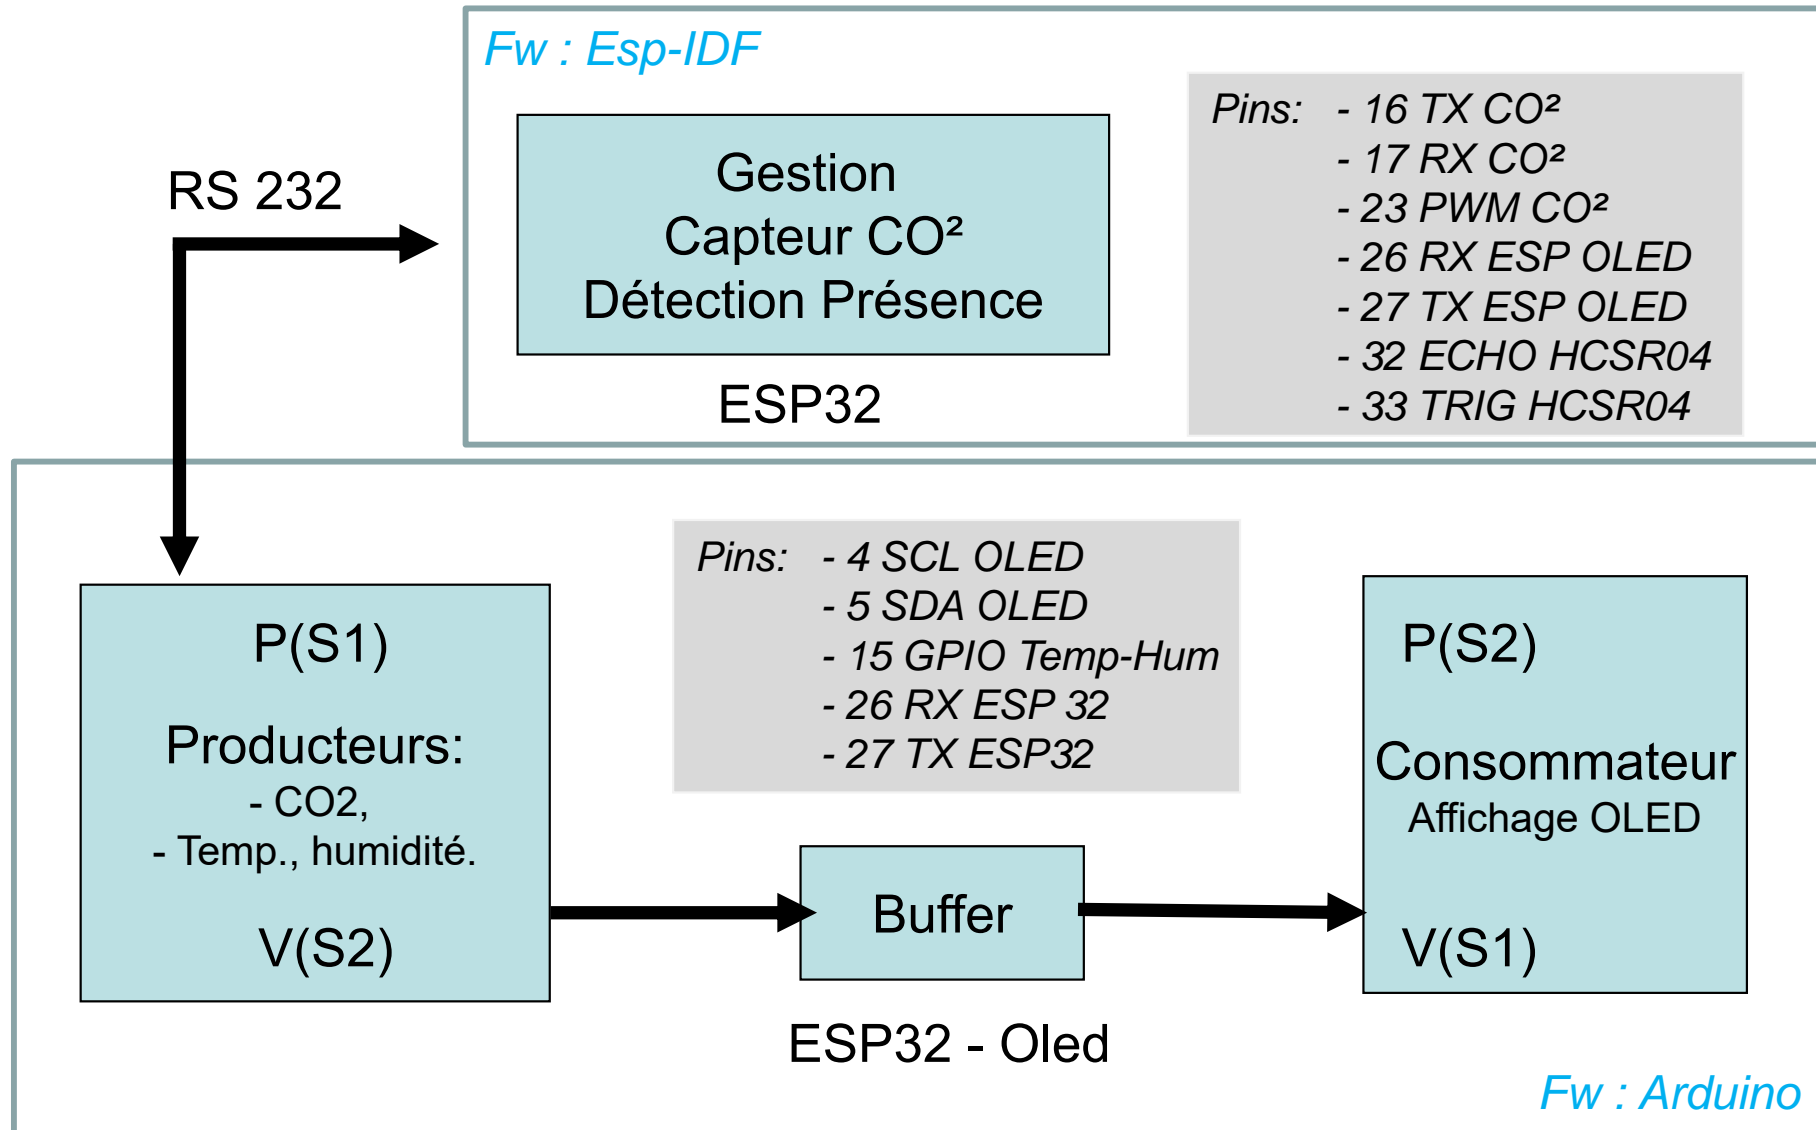 Fw : Esp-IDF
Gestion
Capteur CO²
Détection Présence
ESP32
Pins: - 16 TX CO²
- 17 RX CO²
- 23 PWM CO²
- 26 RX ESP OLED
- 27 TX ESP OLED
- 32 ECHO HCSR04
- 33 TRIG HCSR04
RS 232
P(S1)
Producteurs:
- CO2,
- Temp., humidité.
V(S2)
Pins: - 4 SCL OLED
- 5 SDA OLED
- 15 GPIO Temp-Hum
- 26 RX ESP 32
- 27 TX ESP32
Buffer
ESP32 - Oled
P(S2)
Consommateur
Affichage OLED
V(S1)
Fw : Arduino